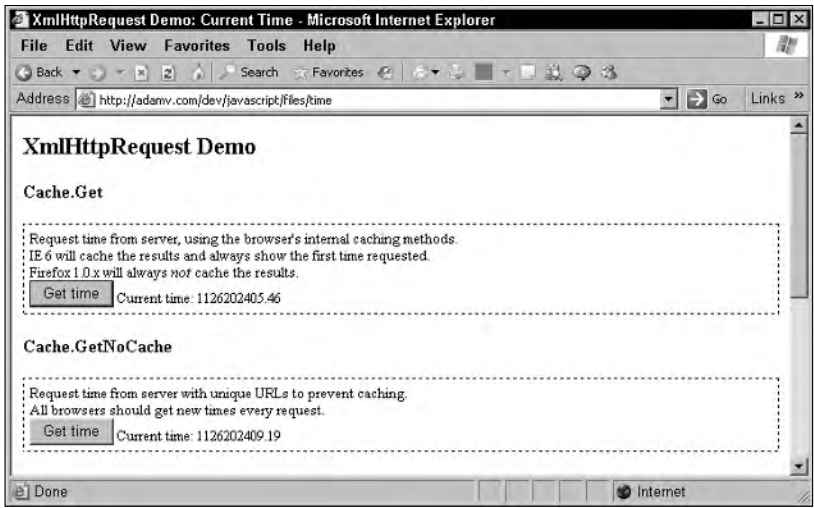 XmlHttpRequest Demo: Current Time - Microsoft Internet Explorer
File Edit View Favorites Tools Help
Back Search Favorites
Address http://adamv.com/dev/javascript/files/time Go Links »
XmlHttpRequest Demo
Cache.Get
Request time from server, using the browser's internal caching methods.
IE 6 will cache the results and always show the first time requested.
Firefox 1.0.x will always not cache the results.
Get time Current time: 1126202405.46
Cache.GetNoCache
Request time from server with unique URLs to prevent caching.
All browsers should get new times every request.
Get time Current time: 1126202409.19
Done Internet